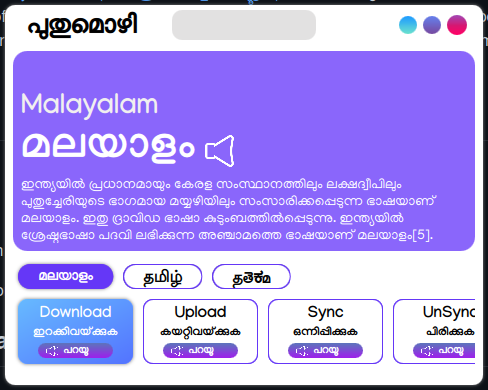 പുതുമൊഴി
Malayalam
മലയാളം
ഇന്ത്യയിൽ പ്രധാനമായും കേരള സംസ്ഥാനത്തിലും ലക്ഷദ്വീപിലും
പുതുച്ചേരിയുടെ ഭാഗമായ മയ്യഴിയിലും സംസാരിക്കപ്പെടുന്ന ഭാഷയാണ്
മലയാളം. ഇതു ദ്രാവിഡ ഭാഷാ കുടുംബത്തിൽപ്പെടുന്നു. ഇന്ത്യയിൽ
ശ്രേഷ്ഠഭാഷാ പദവി ലഭിക്കുന്ന അഞ്ചാമത്തെ ഭാഷയാണ് മലയാളം[5].
മലയാളം தமிழ்
Download Upload Sync UnSync
ഇറക്കിവയ്ക്കുക കയറ്റിവയ്ക്കുക ഒന്നിപ്പിക്കുക പിരിക്കുക
പറയൂ പറയൂ പറയൂ പറയൂ